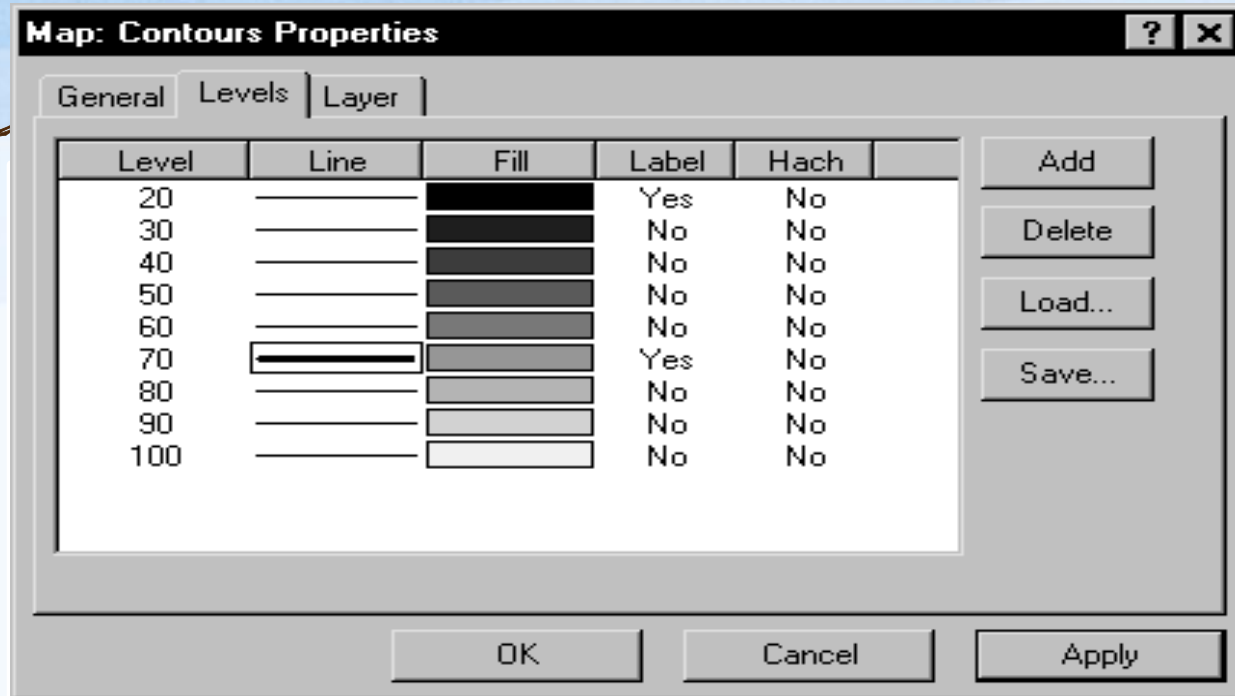 Map: Contours Properties
General Levels Layer
Level Line Fill Label Hach
20 Yes No
30 No No
40 No No
50 No No
60 No No
70 Yes No
80 No No
90 No No
100 No No
Add
Delete
Load...
Save...
OK Cancel Apply